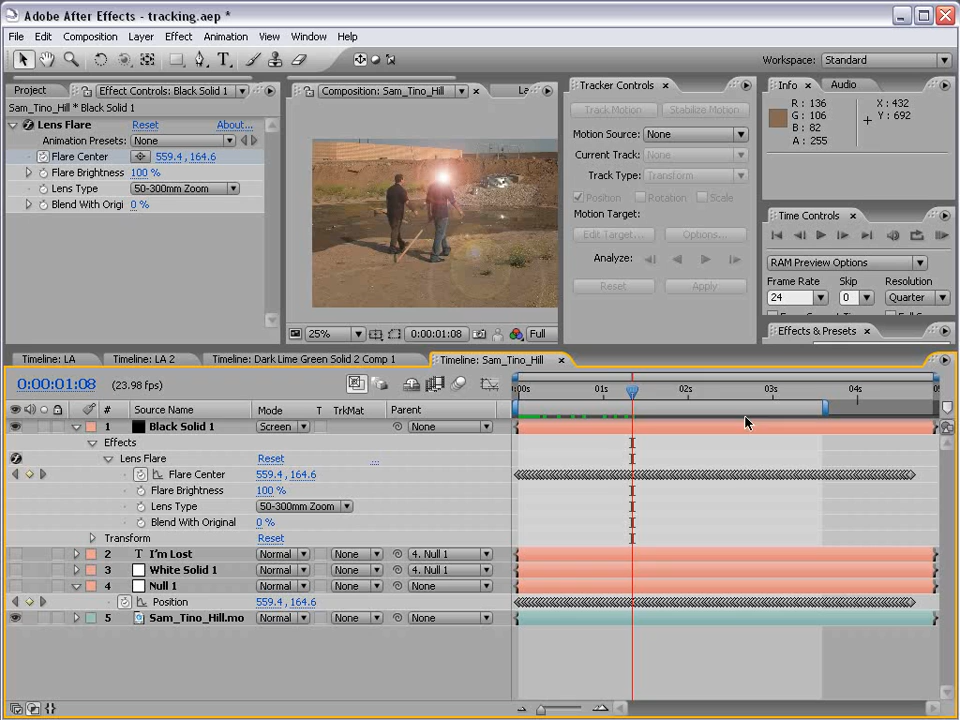 Adobe After Effects - tracking.aep *
File Edit Composition Layer Effect Animation View Window Help
Workspace: Standard
Project Effect Controls: Black Solid 1
Sam_Tino_Hill * Black Solid 1
Lens Flare Reset About...
Animation Presets: None
Flare Center 559.4, 164.6
Flare Brightness 100 %
Lens Type 50-300mm Zoom
Blend With Origi 0 %
Composition: Sam_Tino_Hill La
25% 0:00:01:08 Full
Tracker Controls
Track Motion Stabilize Motion
Motion Source: None
Current Track: None
Track Type: Transform
Position Rotation Scale
Motion Target:
Edit Target... Options...
Analyze:
Reset Apply
Info Audio
R : 136 X : 432
G : 106 Y : 692
B : 82
A : 255
Time Controls
RAM Preview Options
Frame Rate Skip Resolution
24 0 Quarter
Effects & Presets
Timeline: LA Timeline: LA 2 Timeline: Dark Lime Green Solid 2 Comp 1 Timeline: Sam_Tino_Hill
0:00:01:08 (23.98 fps)
:00s 01s 02s 03s 04s
# Source Name Mode T TrkMat Parent
1 Black Solid 1 Screen None
Effects
Lens Flare Reset ...
Flare Center 559.4, 164.6
Flare Brightness 100 %
Lens Type 50-300mm Zoom
Blend With Original 0 %
Transform Reset
2 T I'm Lost Normal None 4. Null 1
3 White Solid 1 Normal None 4. Null 1
4 Null 1 Normal None None
Position 559.4, 164.6
5 Sam_Tino_Hill.mo Normal None None